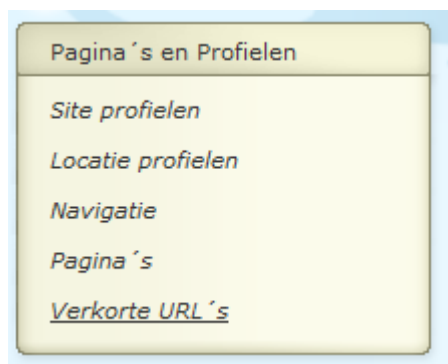 Pagina´s en Profielen
Site profielen
Locatie profielen
Navigatie
Pagina´s
Verkorte URL´s